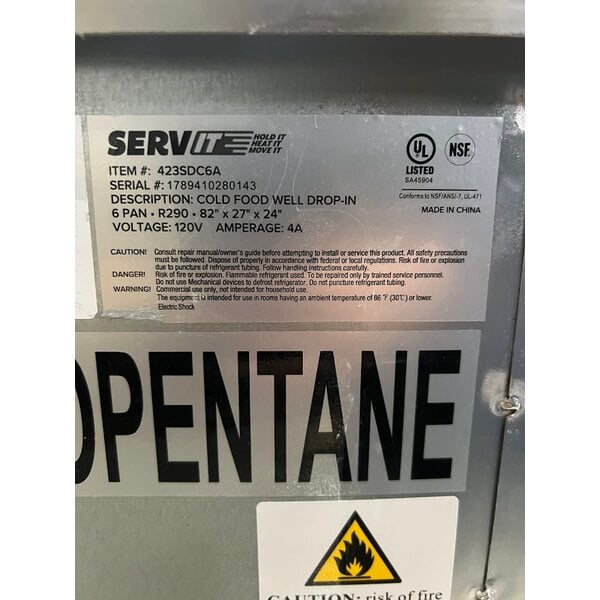 SERVIT HOLD IT
HEAT IT
MOVE IT
ITEM #: 423SDC6A
SERIAL #: 1789410280143
DESCRIPTION: COLD FOOD WELL DROP-IN
6 PAN • R290 • 82" x 27" x 24"
VOLTAGE: 120V AMPERAGE: 4A
UL
LISTED
SA45904
NSF
Conforms to NSF/ANSI-7, UL-471
MADE IN CHINA
CAUTION! Consult repair manual/owner's guide before attempting to install or service this product. All safety precautions
must be followed. Dispose of properly in accordance with federal or local regulations. Risk of fire or explosion
due to puncture of refrigerant tubing. Follow handling instructions carefully.
DANGER! Risk of fire or explosion. Flammable refrigerant used. To be repaired only by trained service personnel.
Do not use Mechanical devices to defrost refrigerator. Do not puncture refrigerant tubing.
WARNING! Commercial use only, not intended for household use.
The equipment is intended for use in rooms having an ambient temperature of 86 °F (30°C) or lower.
Electric Shock
OPENTANE
CAUTION: risk of fire